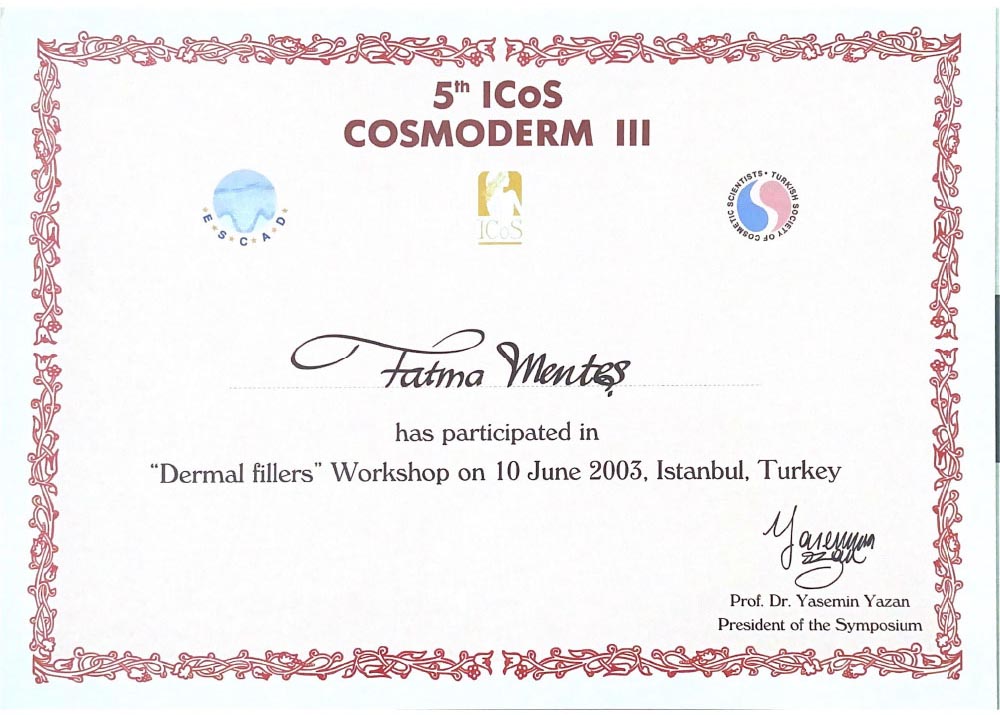 5th ICoS
COSMODERM III
E S C A D
ICoS
TURKISH SOCIETY OF COSMETIC SCIENTISTS
Fatma Menteş
has participated in
“Dermal fillers” Workshop on 10 June 2003, Istanbul, Turkey
Yasemin
Yazan
Prof. Dr. Yasemin Yazan
President of the Symposium